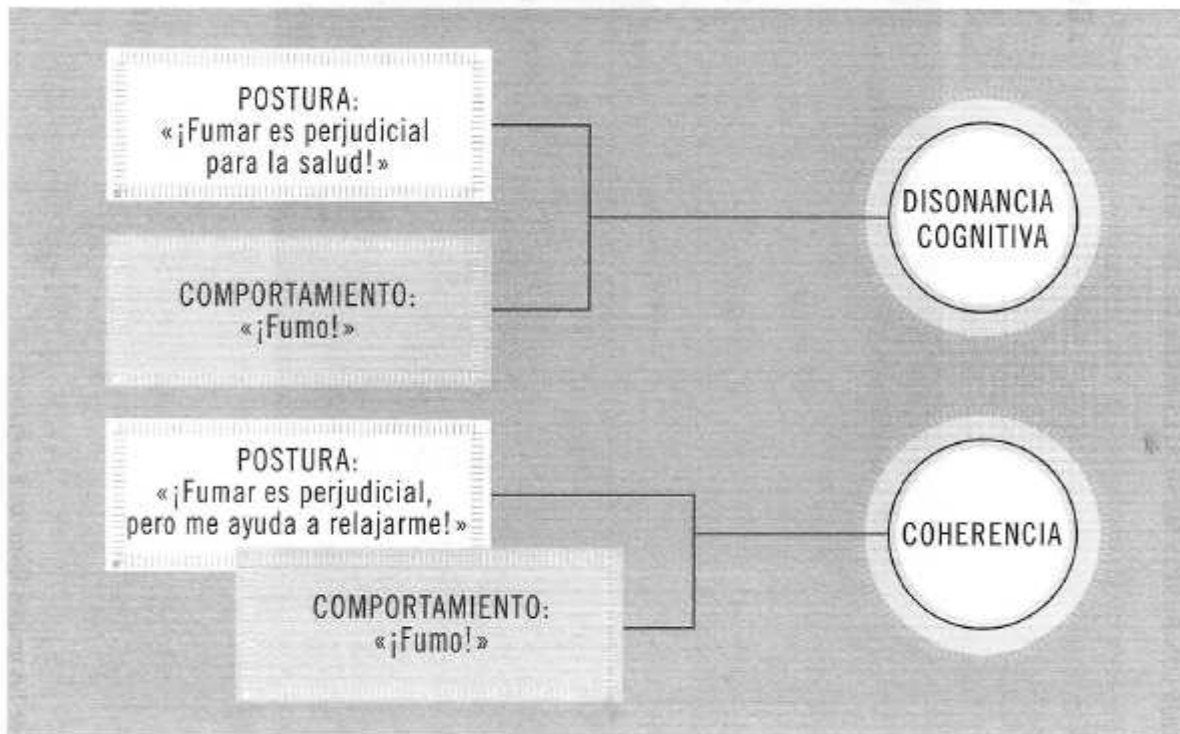 POSTURA:
«¡Fumar es perjudicial
para la salud!»
DISONANCIA
COGNITIVA
COMPORTAMIENTO:
«¡Fumo!»
POSTURA:
«¡Fumar es perjudicial,
pero me ayuda a relajarme!»
COHERENCIA
COMPORTAMIENTO:
«¡Fumo!»